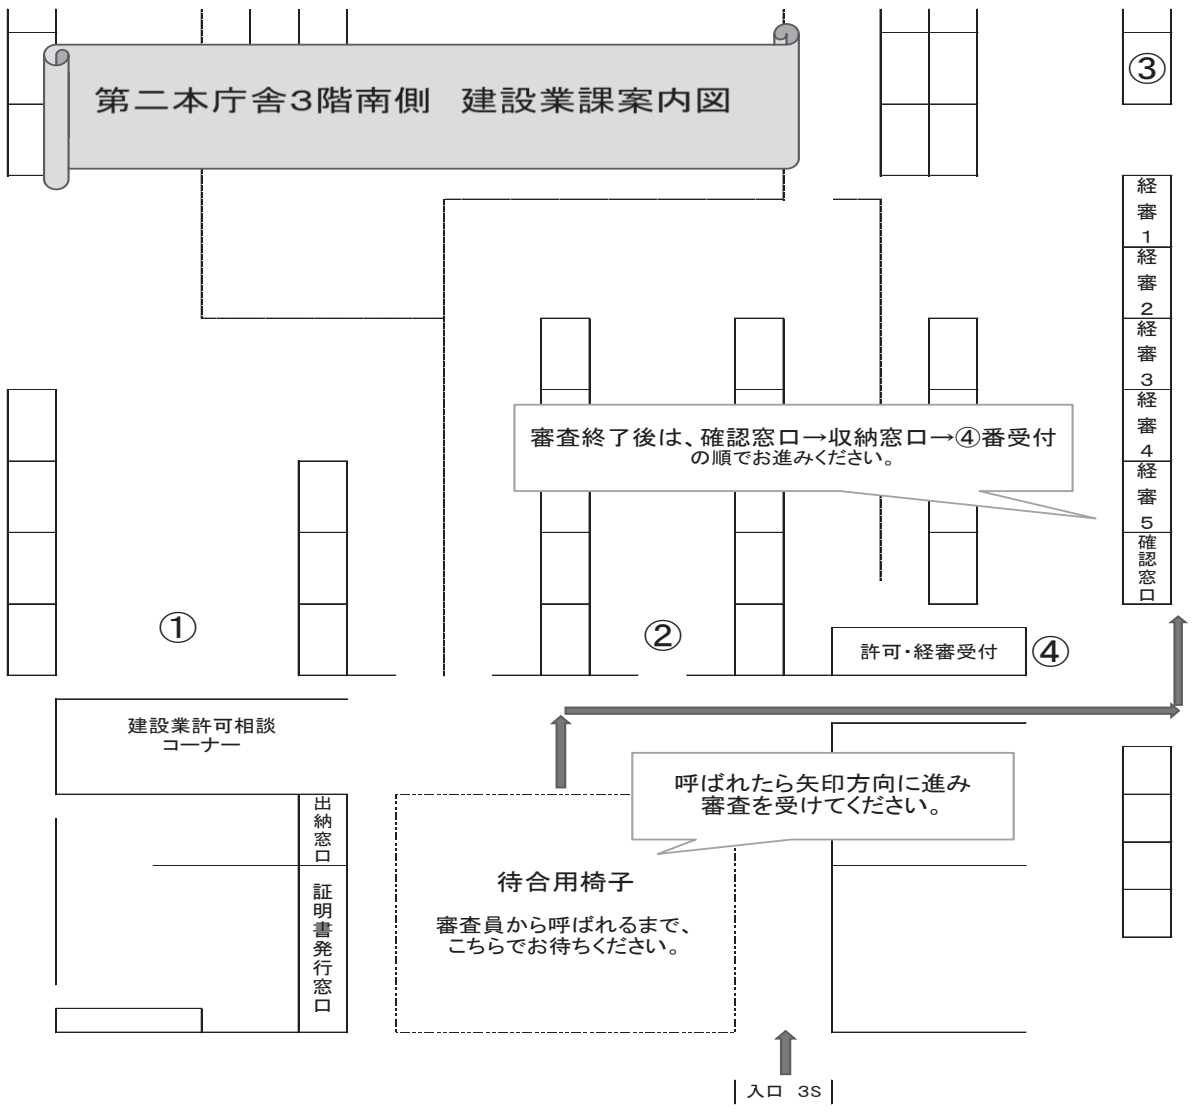 第二本庁舎3階南側　建設業課案内図
③
経審1
経審2
経審3
経審4
経審5
確認窓口
審査終了後は、確認窓口→収納窓口→④番受付
の順でお進みください。
①
②
許可・経審受付
④
建設業許可相談
コーナー
呼ばれたら矢印方向に進み
審査を受けてください。
出納窓口
証明書発行窓口
待合用椅子
審査員から呼ばれるまで、
こちらでお待ちください。
入口　3S